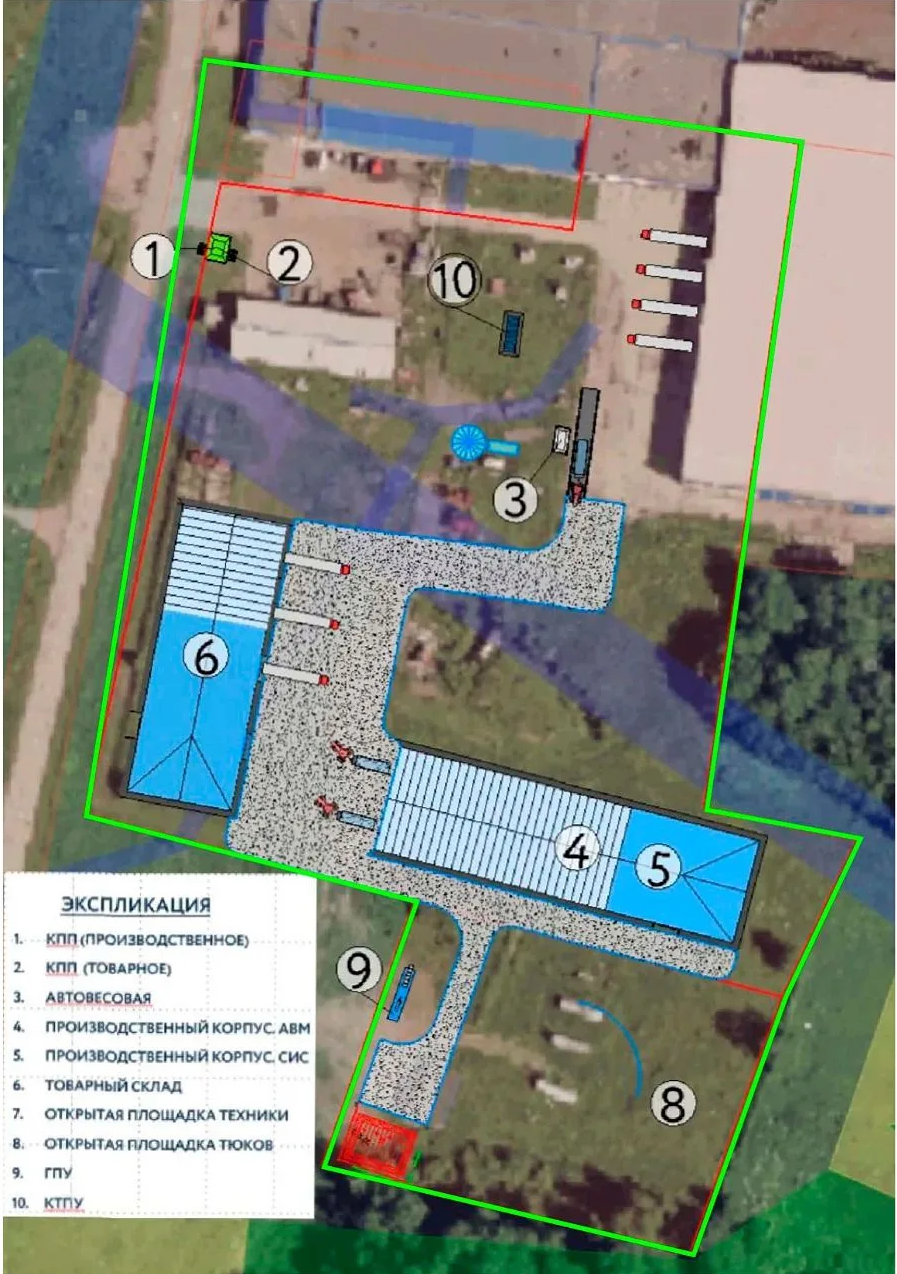 1
2
10
3
6
4
5
9
8
ЭКСПЛИКАЦИЯ
1. КПП (ПРОИЗВОДСТВЕННОЕ)
2. КПП (ТОВАРНОЕ)
3. АВТОВЕСОВАЯ
4. ПРОИЗВОДСТВЕННЫЙ КОРПУС. АВМ
5. ПРОИЗВОДСТВЕННЫЙ КОРПУС. СИС
6. ТОВАРНЫЙ СКЛАД
7. ОТКРЫТАЯ ПЛОЩАДКА ТЕХНИКИ
8. ОТКРЫТАЯ ПЛОЩАДКА ТЮКОВ
9. ГПУ
10. КТПУ